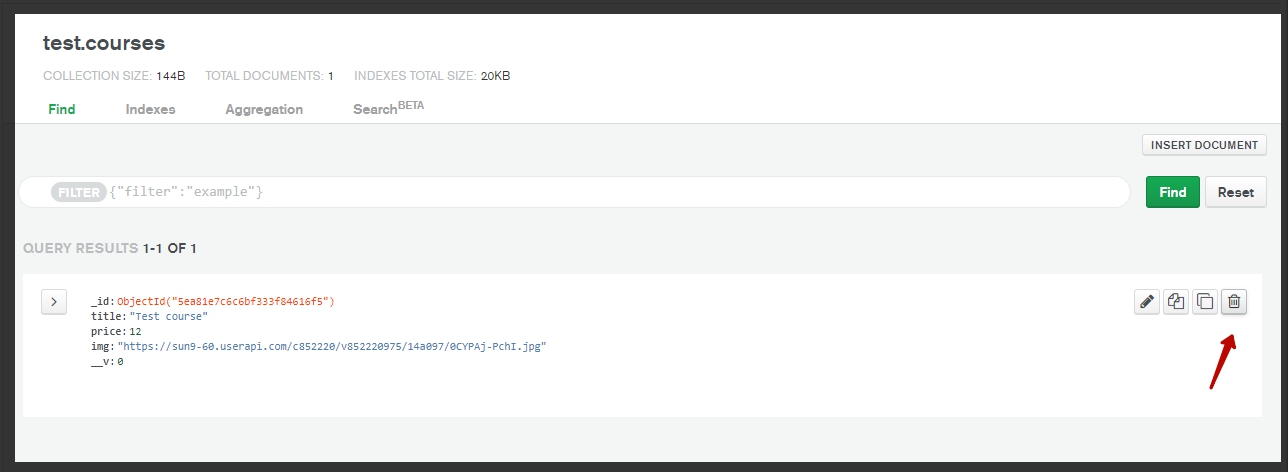 test.courses
COLLECTION SIZE: 144B TOTAL DOCUMENTS: 1 INDEXES TOTAL SIZE: 20KB
Find Indexes Aggregation SearchBETA
INSERT DOCUMENT
FILTER {"filter":"example"} Find Reset
QUERY RESULTS 1-1 OF 1
_id: ObjectId("5ea81e7c6c6bf333f84616f5")
title: "Test course"
price: 12
img: "https://sun9-60.userapi.com/c852220/v852220975/14a097/0CYPAj-PchI.jpg"
__v: 0